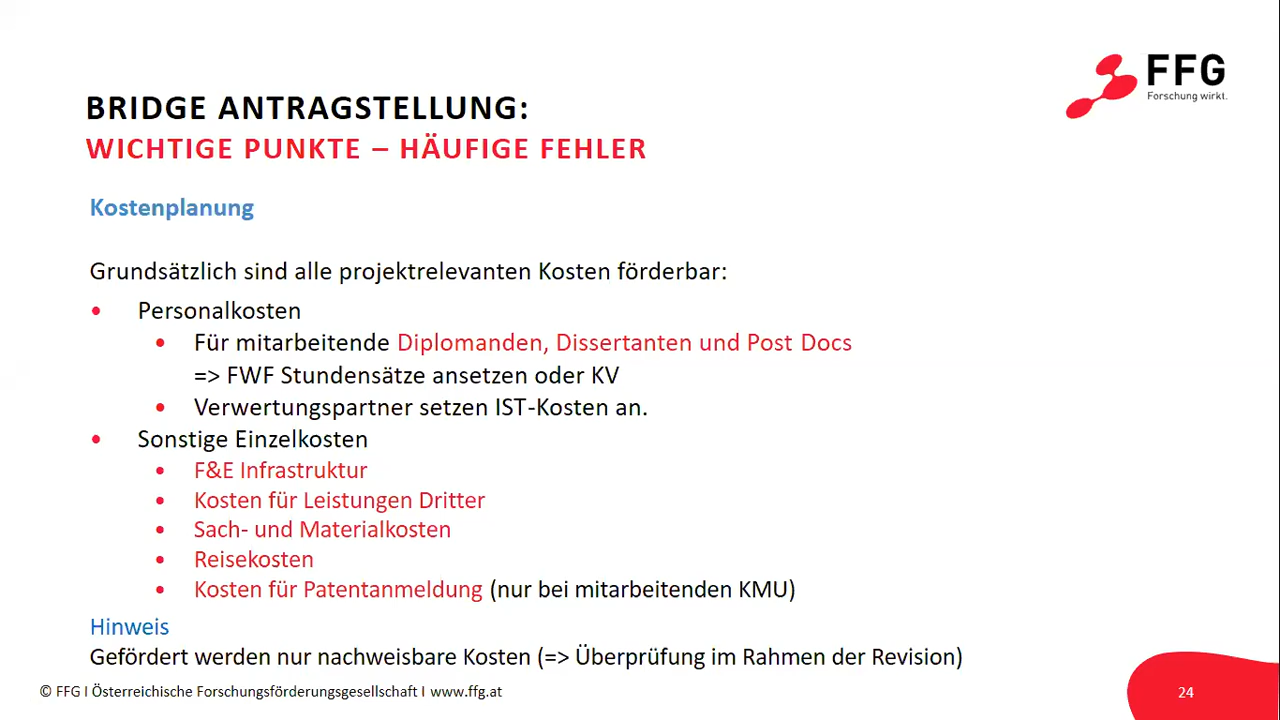 FFG
Forschung wirkt.
BRIDGE ANTRAGSTELLUNG:
WICHTIGE PUNKTE – HÄUFIGE FEHLER
Kostenplanung
Grundsätzlich sind alle projektrelevanten Kosten förderbar:
• Personalkosten
• Für mitarbeitende Diplomanden, Dissertanten und Post Docs
=> FWF Stundensätze ansetzen oder KV
• Verwertungspartner setzen IST-Kosten an.
• Sonstige Einzelkosten
• F&E Infrastruktur
• Kosten für Leistungen Dritter
• Sach- und Materialkosten
• Reisekosten
• Kosten für Patentanmeldung (nur bei mitarbeitenden KMU)
Hinweis
Gefördert werden nur nachweisbare Kosten (=> Überprüfung im Rahmen der Revision)
© FFG I Österreichische Forschungsförderungsgesellschaft I www.ffg.at
24